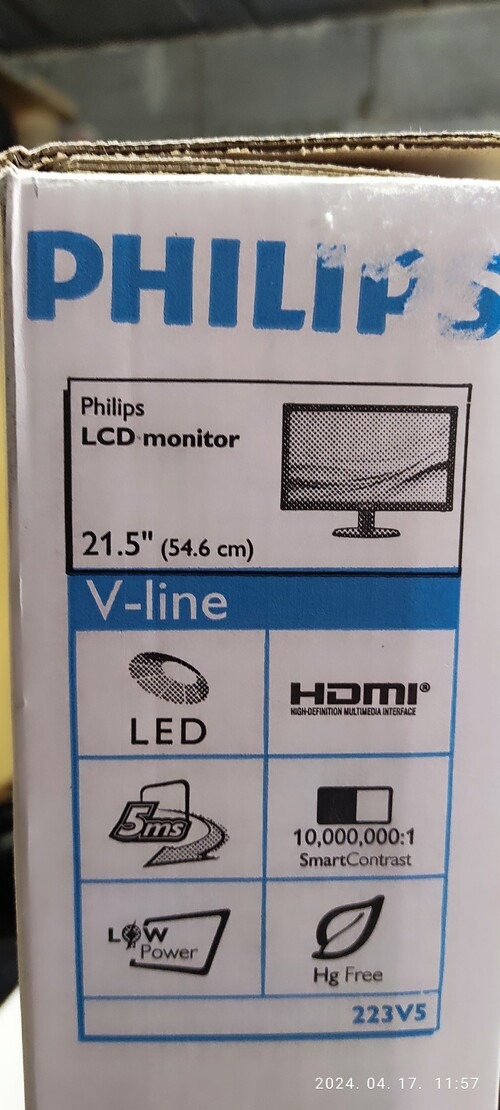 PHILIPS
Philips
LCD monitor
21.5" (54.6 cm)
V-line
LED
HDMI®
HIGH-DEFINITION MULTIMEDIA INTERFACE
5ms
10,000,000:1
SmartContrast
LOW
Power
Hg Free
223V5
2024. 04. 17. 11:57